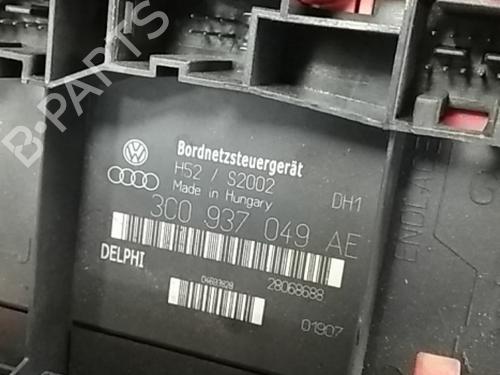 B-PARTS
Bordnetzsteuergerät
H52 / S2002
DH1
Made in Hungary
3C0 937 049 AE
DELPHI
28068688
01907